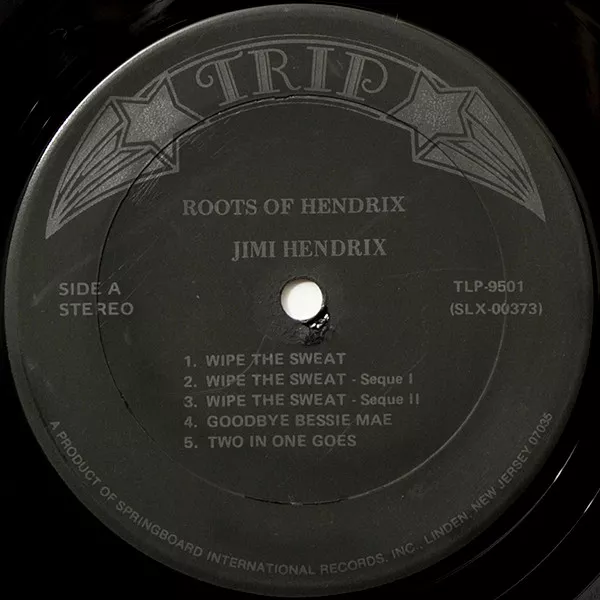 TRIP
ROOTS OF HENDRIX
JIMI HENDRIX
SIDE A
STEREO
TLP-9501
(SLX-00373)
1. WIPE THE SWEAT
2. WIPE THE SWEAT - Seque I
3. WIPE THE SWEAT - Seque II
4. GOODBYE BESSIE MAE
5. TWO IN ONE GOES
A PRODUCT OF SPRINGBOARD INTERNATIONAL RECORDS, INC., LINDEN, NEW JERSEY 07036